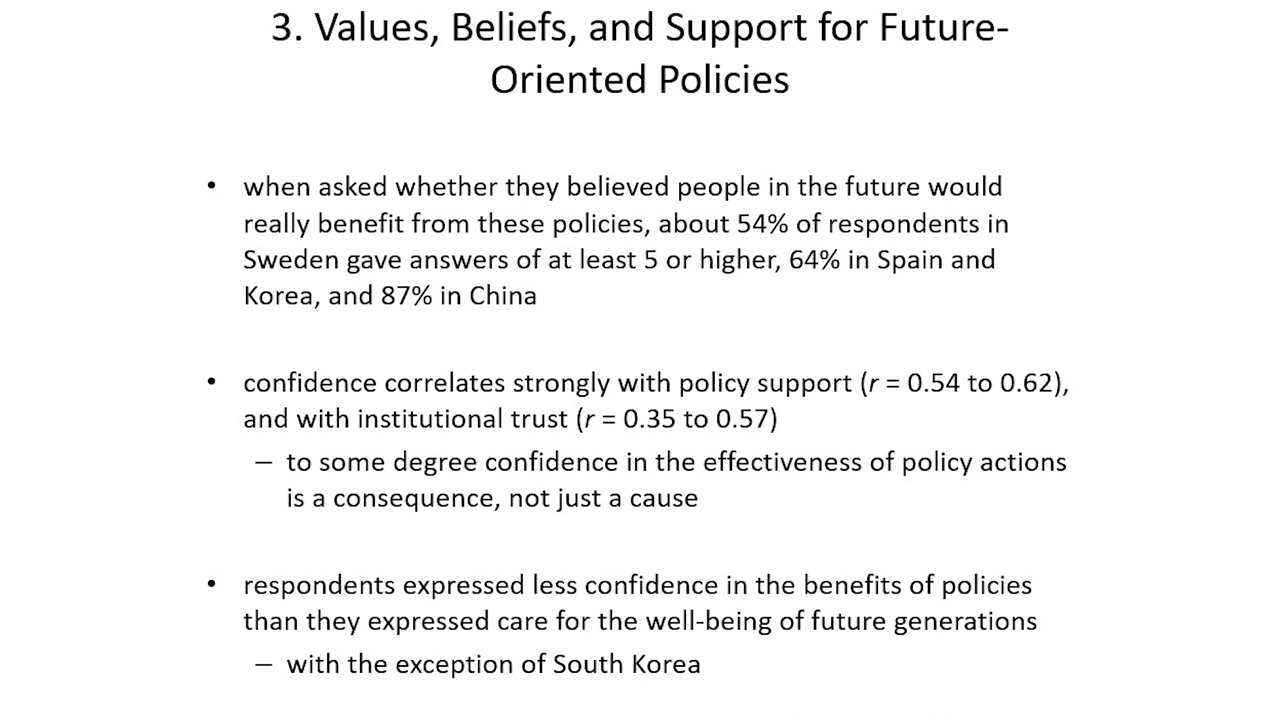 3. Values, Beliefs, and Support for Future-
Oriented Policies
• when asked whether they believed people in the future would
really benefit from these policies, about 54% of respondents in
Sweden gave answers of at least 5 or higher, 64% in Spain and
Korea, and 87% in China
• confidence correlates strongly with policy support (r = 0.54 to 0.62),
and with institutional trust (r = 0.35 to 0.57)
– to some degree confidence in the effectiveness of policy actions
is a consequence, not just a cause
• respondents expressed less confidence in the benefits of policies
than they expressed care for the well-being of future generations
– with the exception of South Korea